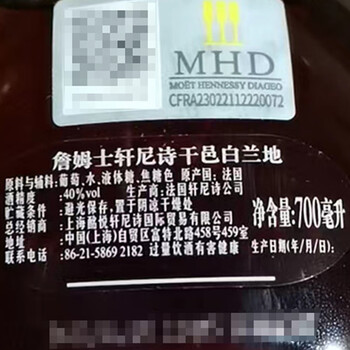 MHD
MOËT HENNESSY DIAGEO
CFRA23022112220072
詹姆士轩尼诗干邑白兰地
原料与辅料:葡萄、水、液体糖、焦糖色 原产国:法国
酒精度:40%vol 生产商:法国轩尼诗公司
贮藏条件:避光保存,置于阴凉干燥处
总经销商:上海酩悦轩尼诗国际贸易有限公司
地址:中国(上海)自贸区富特北路458号459室
联系电话:86-21-5869 2182 过量饮酒有害健康
净含量:700毫升
生产日期(年/月/日):